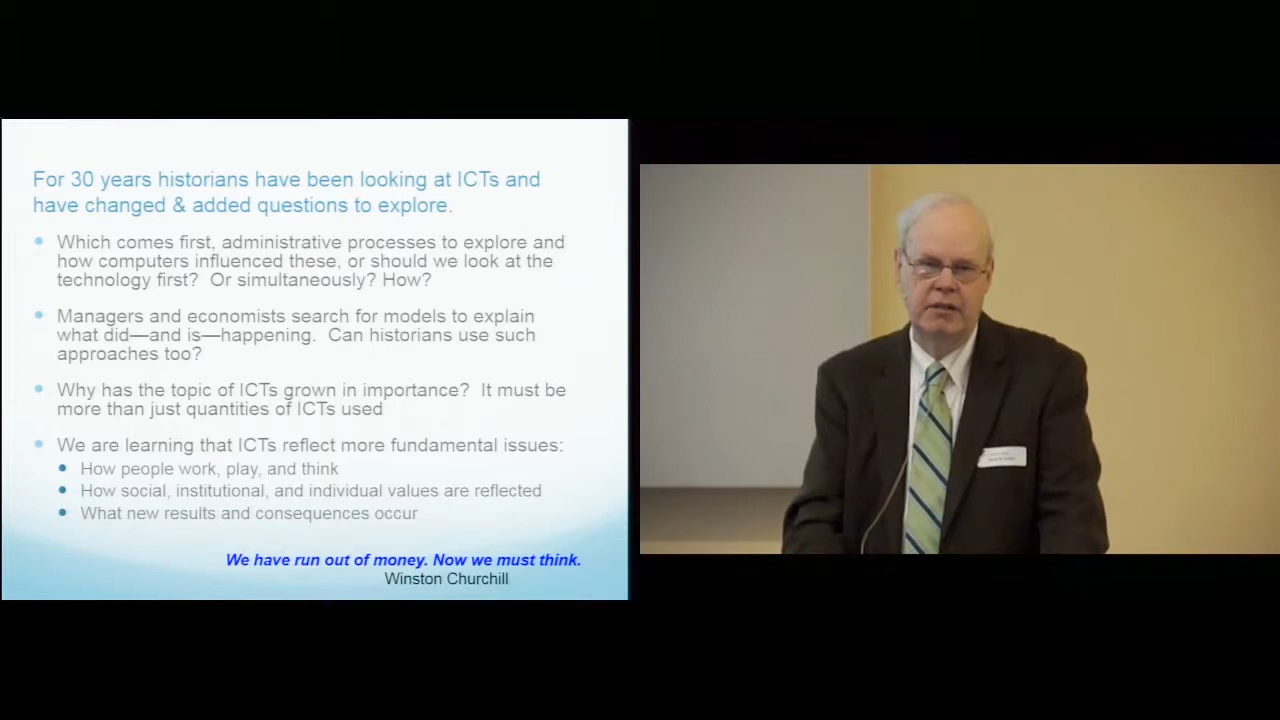 For 30 years historians have been looking at ICTs and
have changed & added questions to explore.
Which comes first, administrative processes to explore and
how computers influenced these, or should we look at the
technology first? Or simultaneously? How?
Managers and economists search for models to explain
what did—and is—happening. Can historians use such
approaches too?
Why has the topic of ICTs grown in importance? It must be
more than just quantities of ICTs used
We are learning that ICTs reflect more fundamental issues:
How people work, play, and think
How social, institutional, and individual values are reflected
What new results and consequences occur
We have run out of money. Now we must think.
Winston Churchill